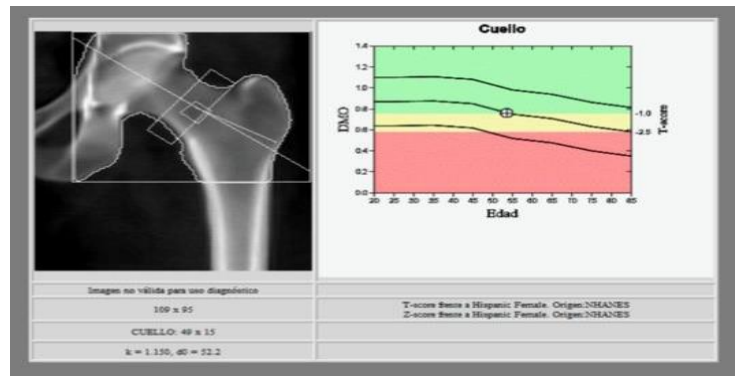 Cuello
1.4
1.2
1.0
0.8
0.6
0.4
0.2
0.0
DMO
20 25 30 35 40 45 50 55 60 65 70 75 80 85
Edad
-1.0
-2.5
T-score
Imagen no válida para uso diagnóstico
109 x 95
CUELLO: 49 x 15
k = 1.150, d0 = 52.2
T-score frente a Hispanic Female. Origen:NHANES
Z-score frente a Hispanic Female. Origen:NHANES